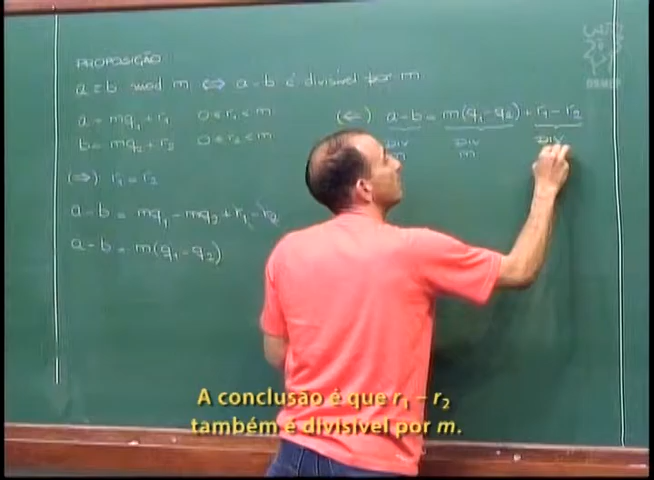 PROPOSIÇÃO
a ≡ b mod m ⟺ a - b é divisível por m
a = mq₁ + r₁ 0 ≤ r₁ < m
b = mq₂ + r₂ 0 ≤ r₂ < m
(⇒) r₁ = r₂
a - b = mq₁ - mq₂ + r₁ - r₂
a - b = m(q₁ - q₂)
(⇐) a - b = m(q₁ - q₂) + r₁ - r₂
DIV DIV DIV
m m
OBMEP
A conclusão é que r₁ – r₂
também é divisível por m.